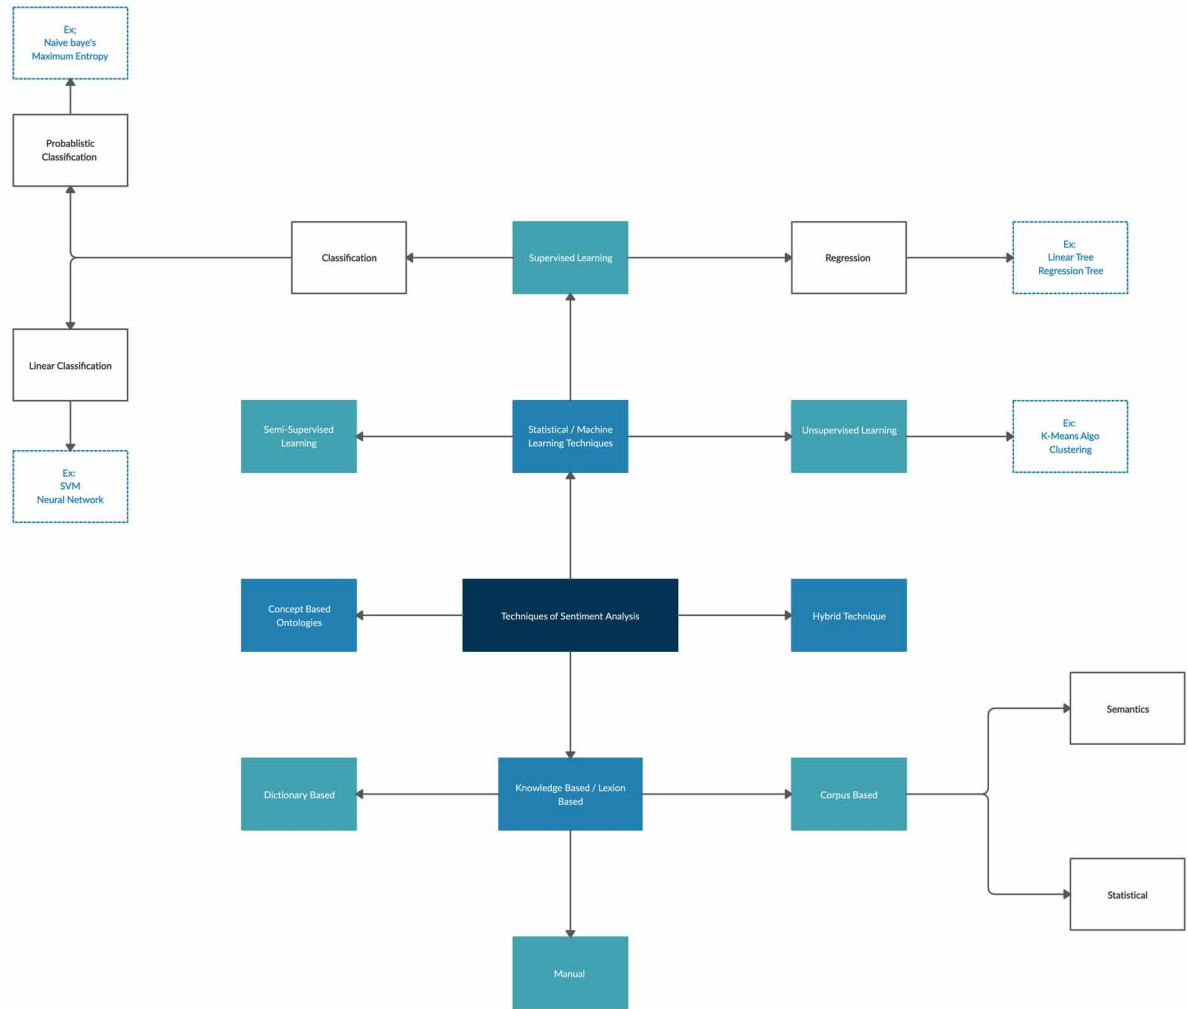 Ex;
Naive baye's
Maximum Entropy
Probablistic
Classification
Classification
Supervised Learning
Regression
Ex:
Linear Tree
Regression Tree
Linear Classification
Semi-Supervised
Learning
Statistical / Machine
Learning Techniques
Unsupervised Learning
Ex:
K-Means Algo
Clustering
Ex:
SVM
Neural Network
Concept Based
Ontologies
Techniques of Sentiment Analysis
Hybrid Technique
Semantics
Dictionary Based
Knowledge Based / Lexion
Based
Corpus Based
Statistical
Manual